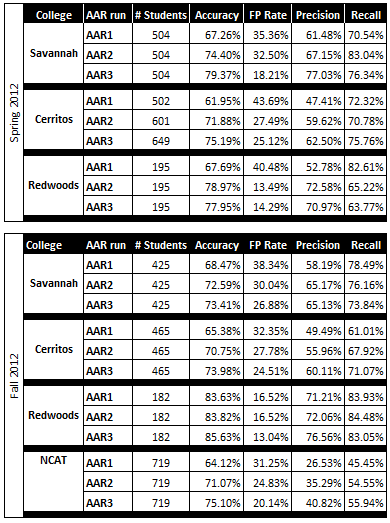 College AAR run # Students Accuracy FP Rate Precision Recall
Spring 2012
Savannah
AAR1 504 67.26% 35.36% 61.48% 70.54%
AAR2 504 74.40% 32.50% 67.15% 83.04%
AAR3 504 79.37% 18.21% 77.03% 76.34%
Cerritos
AAR1 502 61.95% 43.69% 47.41% 72.32%
AAR2 601 71.88% 27.49% 59.62% 70.78%
AAR3 649 75.19% 25.12% 62.50% 75.76%
Redwoods
AAR1 195 67.69% 40.48% 52.78% 82.61%
AAR2 195 78.97% 13.49% 72.58% 65.22%
AAR3 195 77.95% 14.29% 70.97% 63.77%
College AAR run # Students Accuracy FP Rate Precision Recall
Fall 2012
Savannah
AAR1 425 68.47% 38.34% 58.19% 78.49%
AAR2 425 72.59% 30.04% 65.17% 76.16%
AAR3 425 73.41% 26.88% 65.13% 73.84%
Cerritos
AAR1 465 65.38% 32.35% 49.49% 61.01%
AAR2 465 70.75% 27.78% 55.96% 67.92%
AAR3 465 73.98% 24.51% 60.11% 71.07%
Redwoods
AAR1 182 83.63% 16.52% 71.21% 83.93%
AAR2 182 83.82% 16.52% 72.06% 84.48%
AAR3 182 85.63% 13.04% 76.56% 83.05%
NCAT
AAR1 719 64.12% 31.25% 26.53% 45.45%
AAR2 719 71.07% 24.83% 35.29% 54.55%
AAR3 719 75.10% 20.14% 40.82% 55.94%